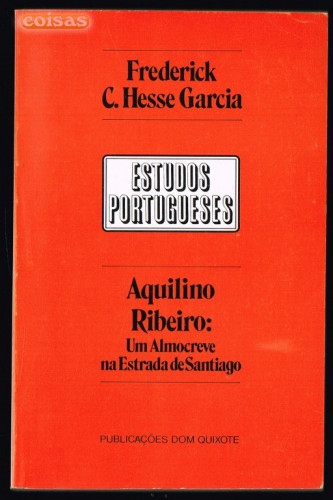 coisas
Frederick
C. Hesse Garcia
ESTUDOS
PORTUGUESES
Aquilino
Ribeiro:
Um Almocreve
na Estrada de Santiago
PUBLICAÇÕES DOM QUIXOTE